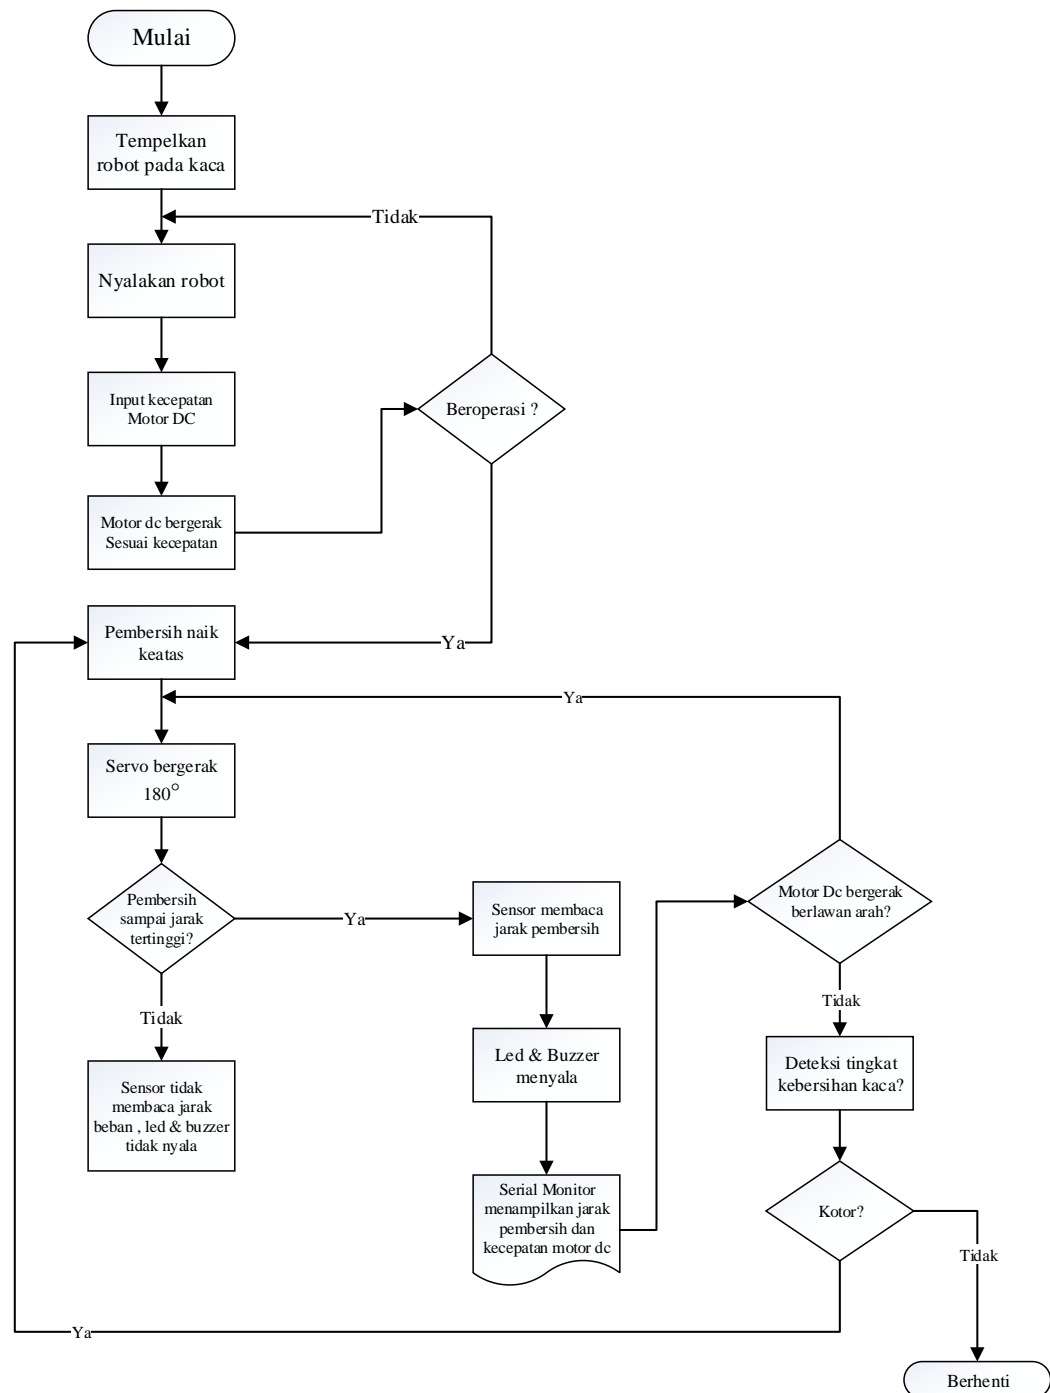 Mulai
Tempelkan
robot pada kaca
Tidak
Nyalakan robot
Input kecepatan
Motor DC
Beroperasi ?
Motor dc bergerak
Sesuai kecepatan
Pembersih naik
keatas
Ya
Ya
Servo bergerak
180°
Pembersih
sampai jarak
tertinggi?
Ya
Sensor membaca
jarak pembersih
Motor Dc bergerak
berlawan arah?
Tidak
Tidak
Sensor tidak
membaca jarak
beban , led & buzzer
tidak nyala
Led & Buzzer
menyala
Deteksi tingkat
kebersihan kaca?
Serial Monitor
menampilkan jarak
pembersih dan
kecepatan motor dc
Kotor?
Tidak
Ya
Berhenti